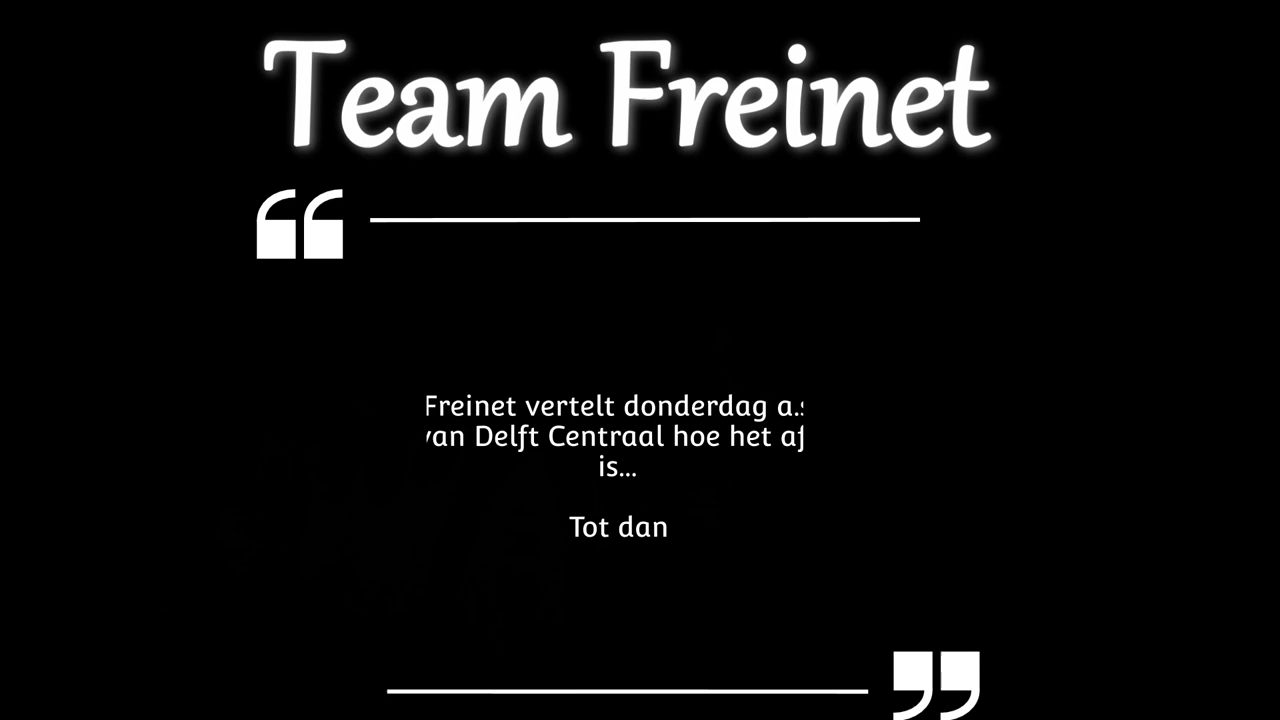 Team Freinet
Freinet vertelt donderdag
van Delft Centraal hoe het
is...
Tot dan